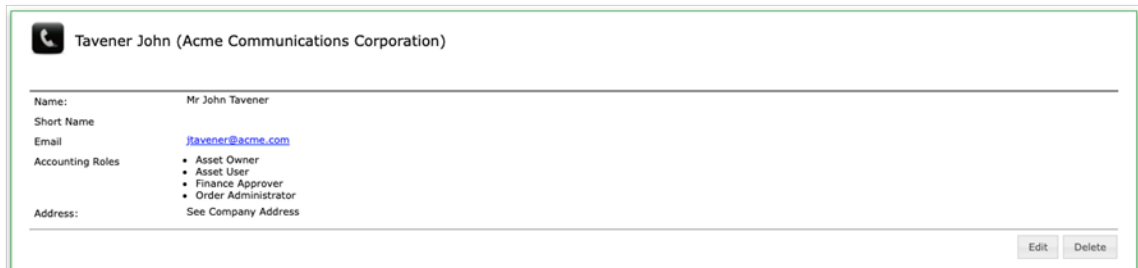 Tavener John (Acme Communications Corporation)
Name: Mr John Tavener
Short Name
Email jtavener@acme.com
Accounting Roles • Asset Owner
• Asset User
• Finance Approver
• Order Administrator
Address: See Company Address
Edit Delete